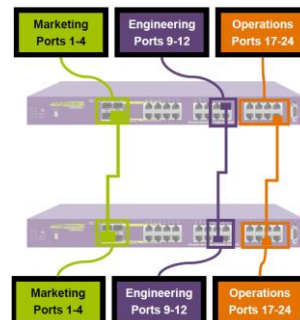 Marketing
Ports 1-4
Engineering
Ports 9-12
Operations
Ports 17-24
Marketing
Ports 1-4
Engineering
Ports 9-12
Operations
Ports 17-24